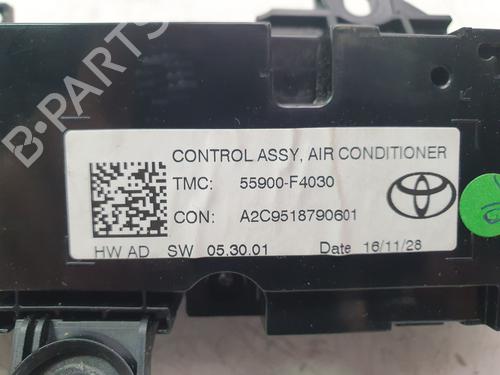 B-PARTS
CONTROL ASSY, AIR CONDITIONER
TMC: 55900-F4030
CON: A2C9518790601
HW AD SW 05.30.01 Date 16/11/28